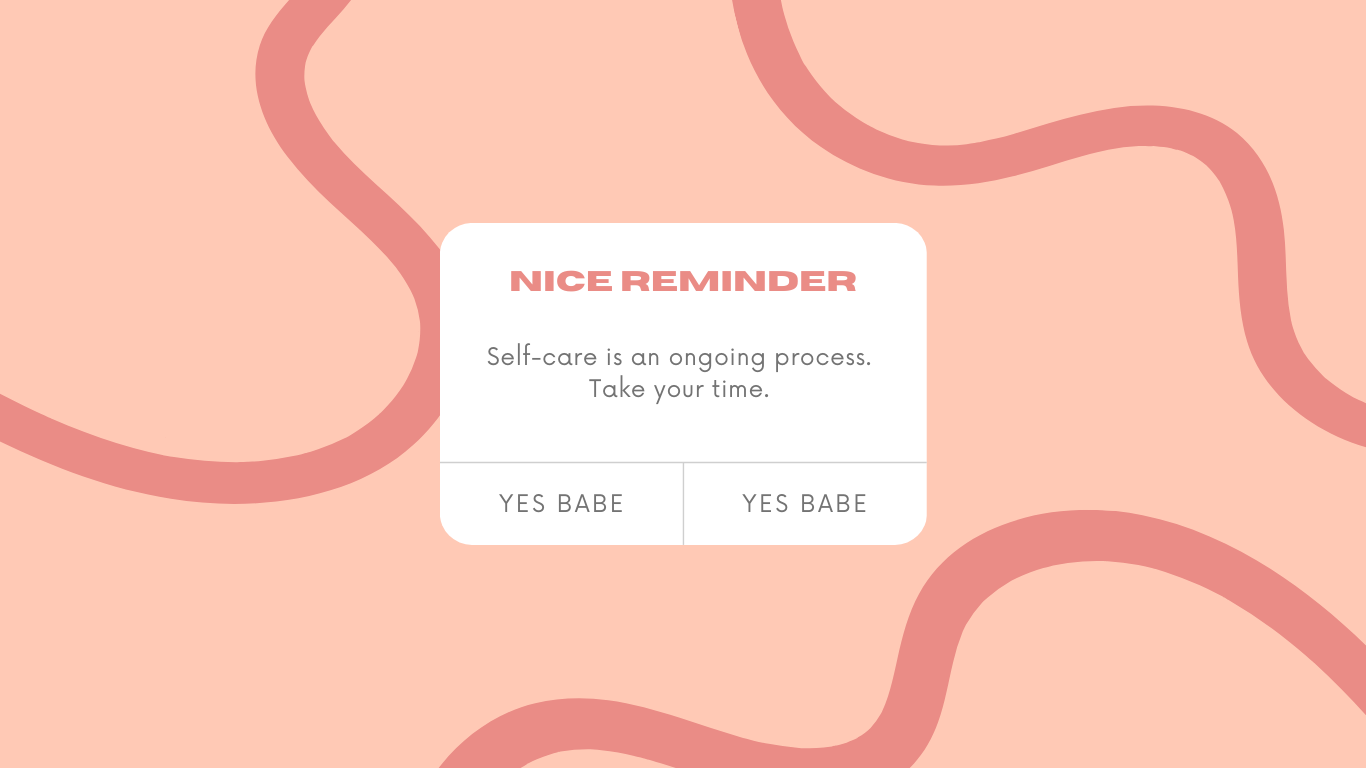 NICE REMINDER
Self-care is an ongoing process.
Take your time.
YES BABE
YES BABE